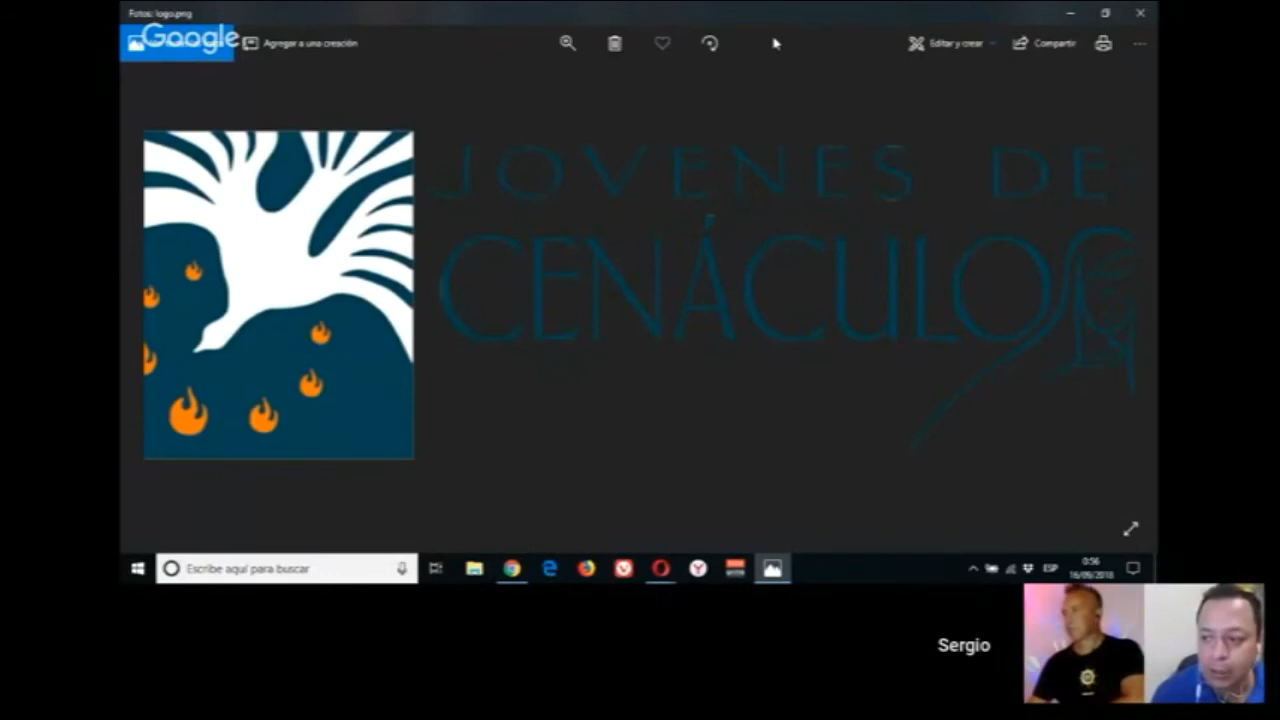 Fotos: logo.png
Google
Agregar a una creación
Editar y crear
Compartir
JOVENES DE
CENÁCULO
Escribe aquí para buscar
ESP
0:56
16/09/2018
Sergio